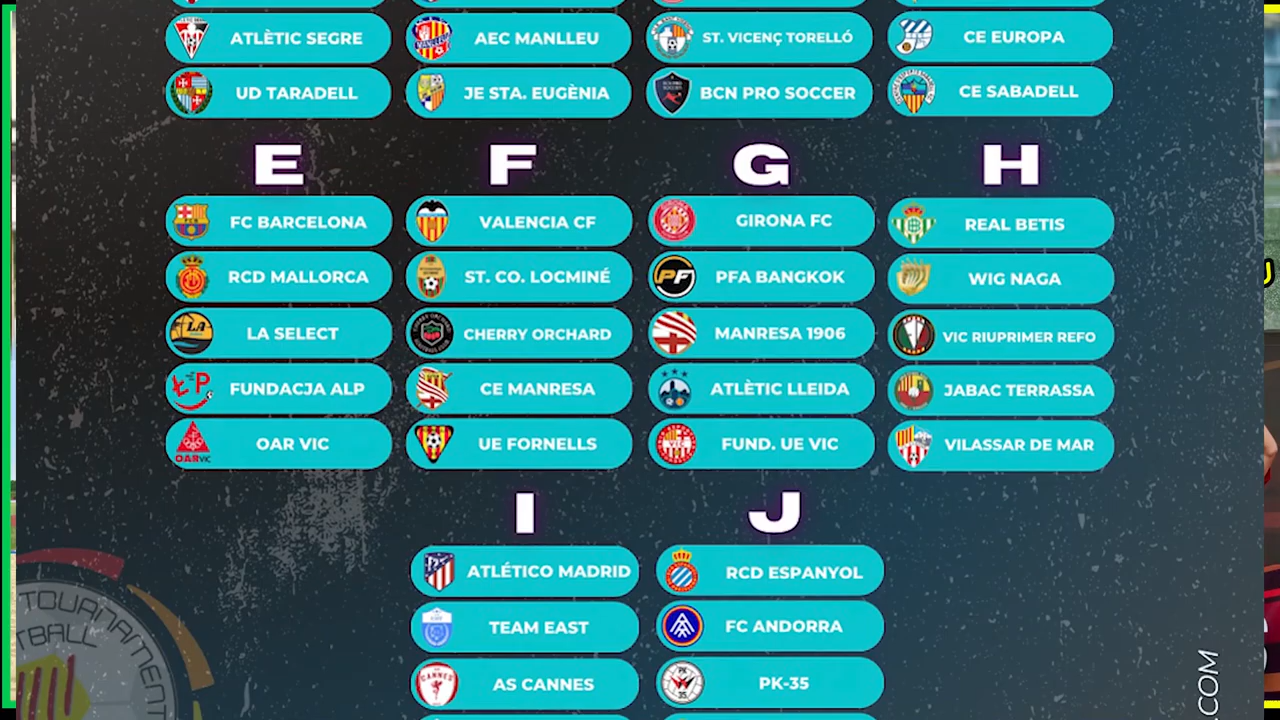 ATLÈTIC SEGRE
AEC MANLLEU
ST. VICENÇ TORELLÓ
CE EUROPA
UD TARADELL
JE STA. EUGÈNIA
BCN PRO SOCCER
CE SABADELL
E
F
G
H
FC BARCELONA
VALENCIA CF
GIRONA FC
REAL BETIS
RCD MALLORCA
ST. CO. LOCMINÉ
PFA BANGKOK
WIG NAGA
LA SELECT
CHERRY ORCHARD
MANRESA 1906
VIC RIUPRIMER REFO
FUNDACJA ALP
CE MANRESA
ATLÈTIC LLEIDA
JABAC TERRASSA
OAR VIC
UE FORNELLS
FUND. UE VIC
VILASSAR DE MAR
I
J
ATLÉTICO MADRID
RCD ESPANYOL
TEAM EAST
FC ANDORRA
AS CANNES
PK-35
TOURNAMENT
TBALL
.COM